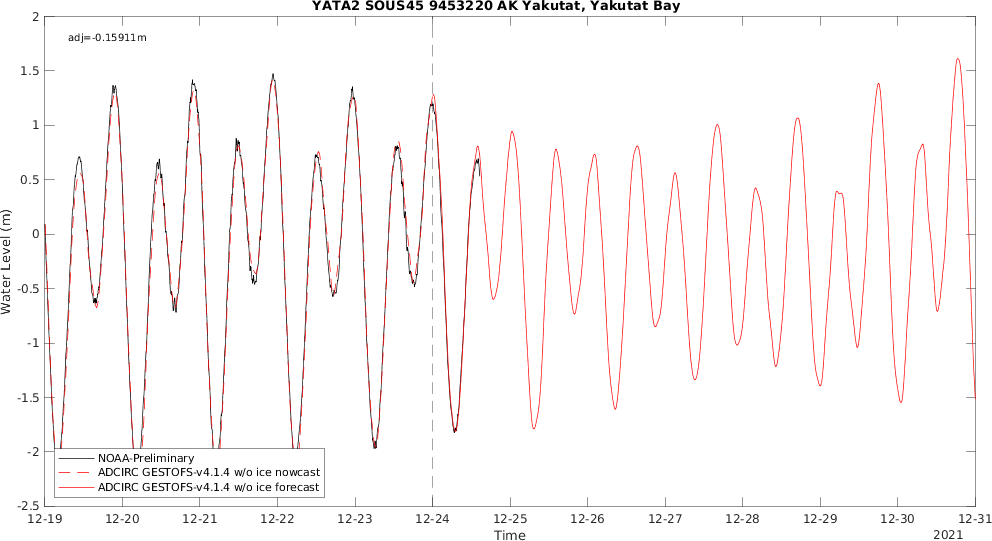 YATA2 SOUS45 9453220 AK Yakutat, Yakutat Bay
adj=-0.15911m
Water Level (m)
2
1.5
1
0.5
0
-0.5
-1
-1.5
-2
-2.5
NOAA-Preliminary
ADCIRC GESTOFS-v4.1.4 w/o ice nowcast
ADCIRC GESTOFS-v4.1.4 w/o ice forecast
12-19 12-20 12-21 12-22 12-23 12-24 12-25 12-26 12-27 12-28 12-29 12-30 12-31
Time
2021